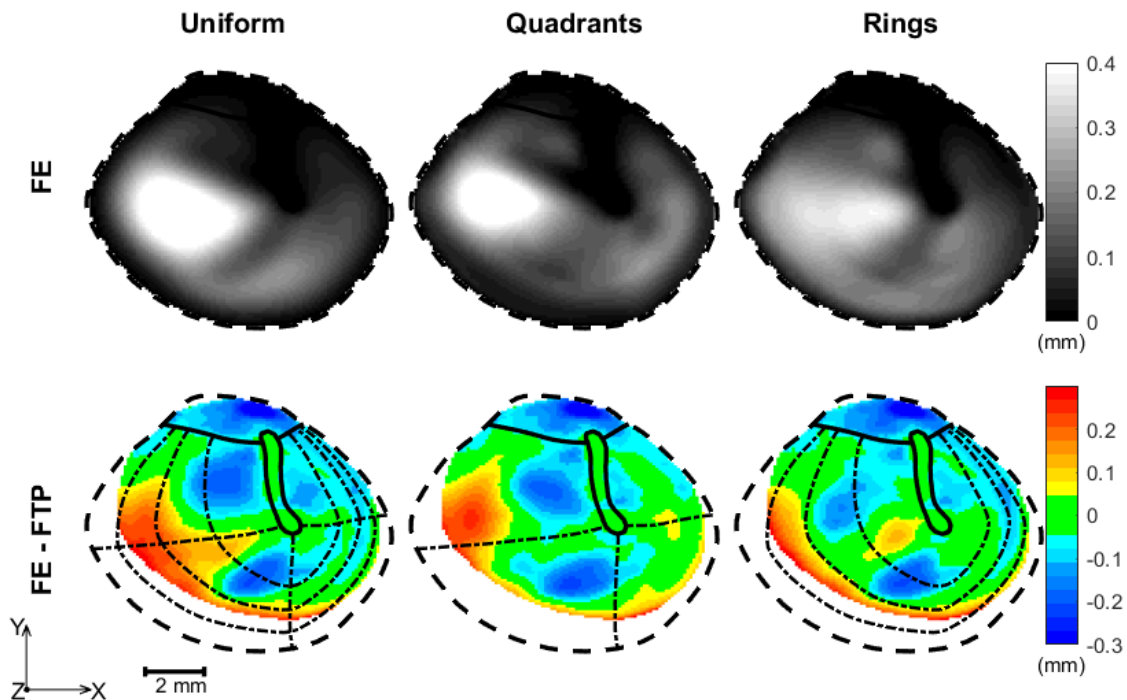 Uniform Quadrants Rings
FE
0.4
0.3
0.2
0.1
0
(mm)
FE - FTP
0.2
0.1
0
-0.1
-0.2
-0.3
(mm)
Y
Z X
2 mm